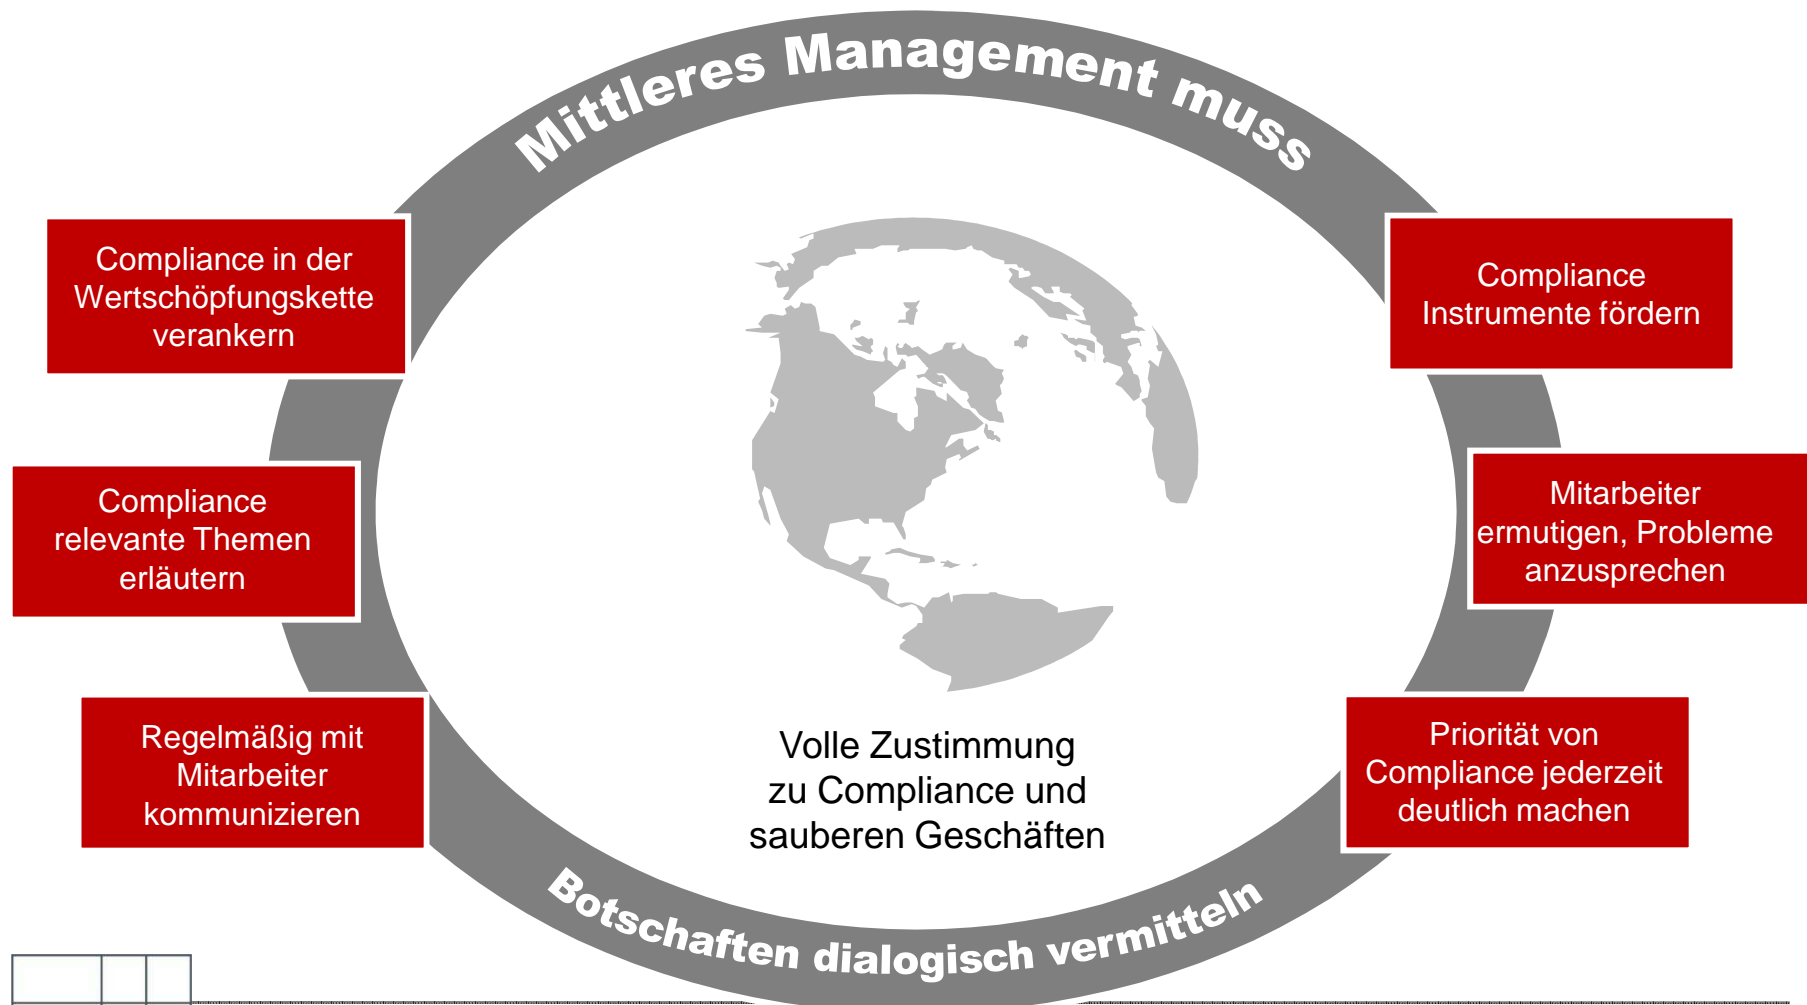 Mittleres Management muss
Compliance in der
Wertschöpfungskette
verankern
Compliance
relevante Themen
erläutern
Regelmäßig mit
Mitarbeiter
kommunizieren
Compliance
Instrumente fördern
Mitarbeiter
ermutigen, Probleme
anzusprechen
Priorität von
Compliance jederzeit
deutlich machen
Volle Zustimmung
zu Compliance und
sauberen Geschäften
Botschaften dialogisch vermitteln